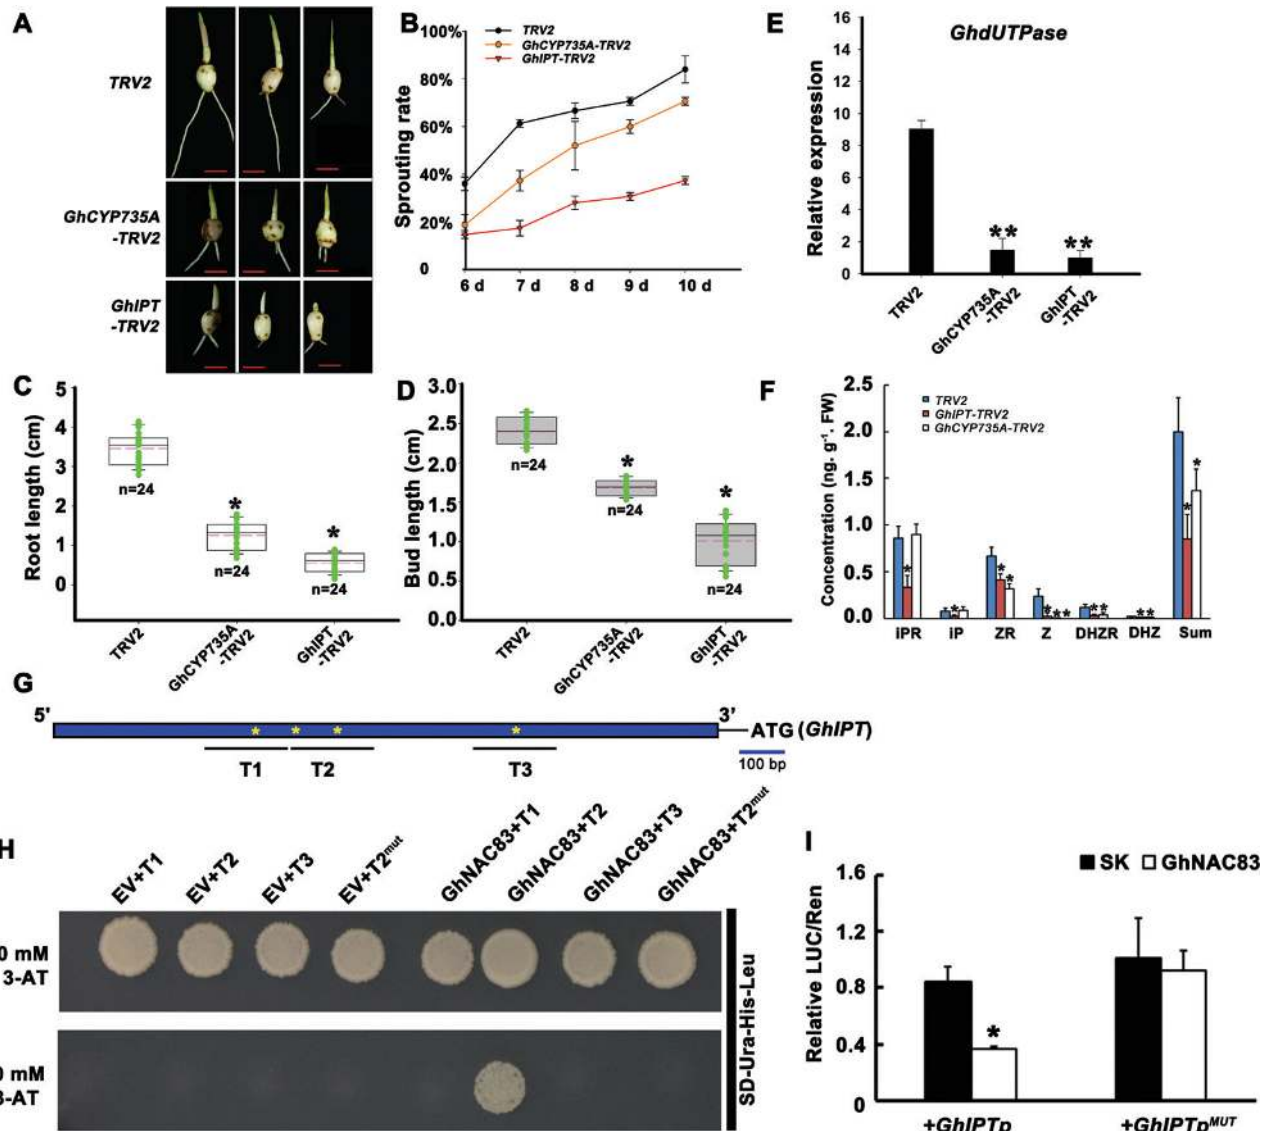 A
TRV2
GhCYP735A
-TRV2
GhIPT
-TRV2
B
Sprouting rate
100%
80%
60%
40%
20%
0
TRV2
GhCYP735A-TRV2
GhIPT-TRV2
6 d
7 d
8 d
9 d
10 d
E
GhdUTPase
Relative expression
16
14
12
10
8
6
4
2
0
**
**
TRV2
GhCYP735A
-TRV2
GhIPT
-TRV2
C
Root length (cm)
5
4
3
2
1
0
n=24
*
n=24
*
n=24
TRV2
GhCYP735A
-TRV2
GhIPT
-TRV2
D
Bud length (cm)
3.0
2.5
2.0
1.5
1.0
0.5
0.0
n=24
*
n=24
*
n=24
TRV2
GhCYP735A
-TRV2
GhIPT
-TRV2
F
Concentration (ng. g⁻¹. FW)
2.5
2.0
1.5
1.0
0.5
0.0
TRV2
GhIPT-TRV2
GhCYP735A-TRV2
*
*
* *
* * *
**
**
* *
iPR
iP
ZR
Z
DHZR
DHZ
Sum
G
5'
3'
* * * *
ATG (GhIPT)
T1
T2
T3
100 bp
H
EV+T1
EV+T2
EV+T3
EV+T2mut
GhNAC83+T1
GhNAC83+T2
GhNAC83+T3
GhNAC83+T2mut
0 mM
3-AT
0 mM
3-AT
SD-Ura-His-Leu
I
SK
GhNAC83
Relative LUC/Ren
1.6
1.2
0.8
0.4
0
*
+GhIPTp
+GhIPTpMUT